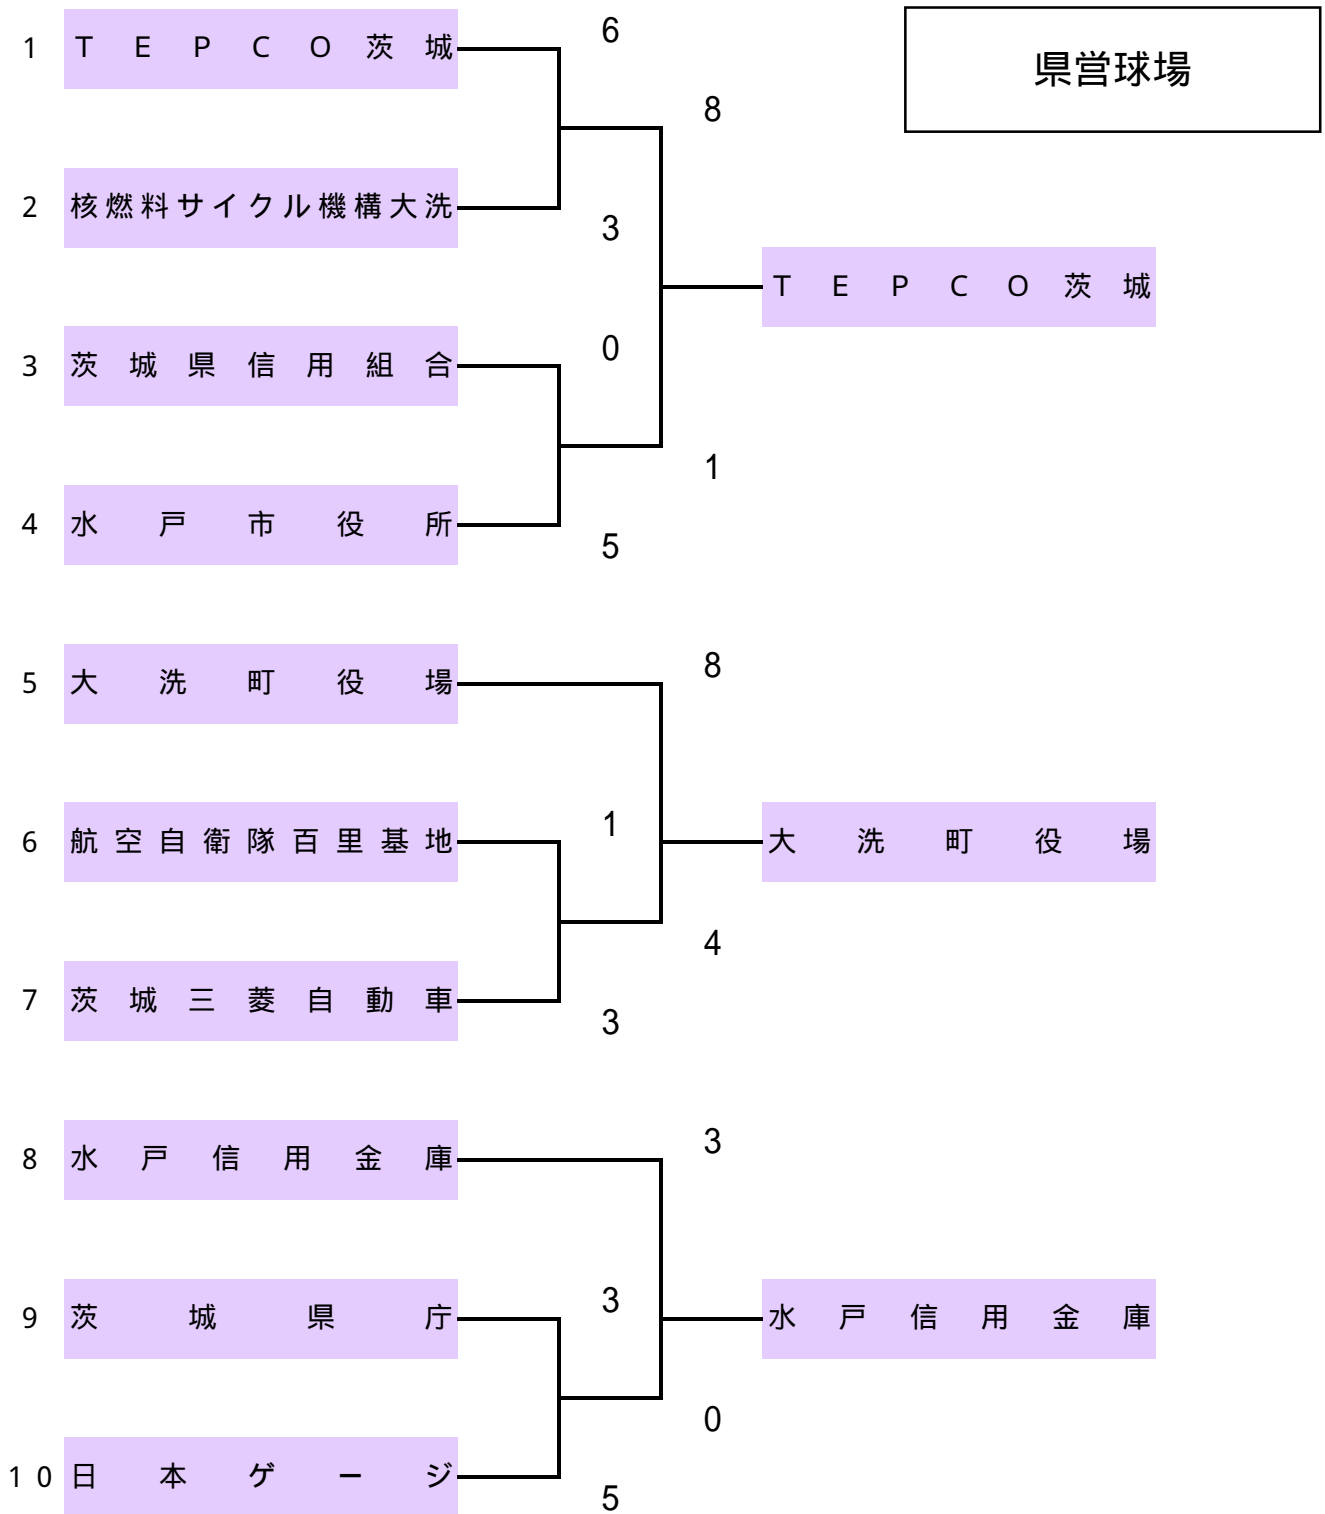 6
県営球場
1 TEPCO茨城
8
2 核燃料サイクル機構大洗
3
TEPCO茨城
0
3 茨城県信用組合
1
4 水戸市役所
5
8
5 大洗町役場
1
6 航空自衛隊百里基地
大洗町役場
4
7 茨城三菱自動車
3
3
8 水戸信用金庫
3
9 茨城県庁
水戸信用金庫
0
10 日本ゲージ
5